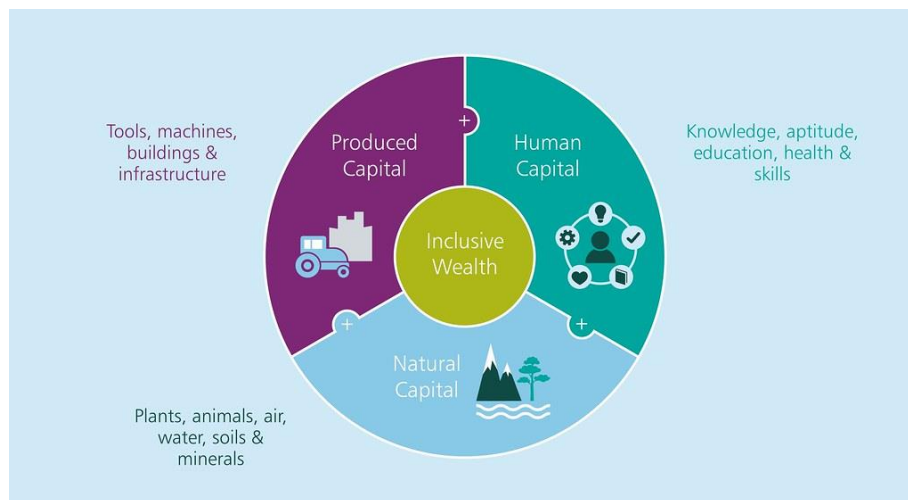 Tools, machines,
buildings &
infrastructure
Produced
Capital
+
Human
Capital
Knowledge, aptitude,
education, health &
skills
Inclusive
Wealth
+
+
Natural
Capital
Plants, animals, air,
water, soils &
minerals